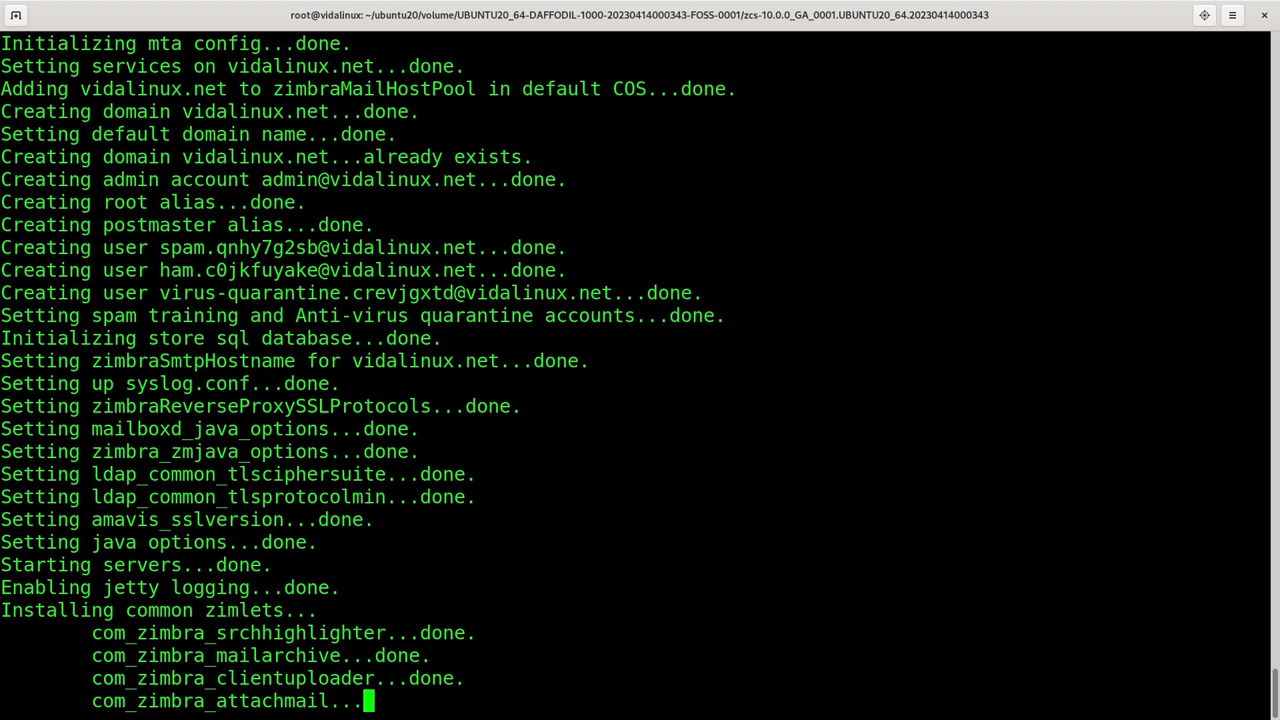 root@vidalinux: ~/ubuntu20/volume/UBUNTU20_64-DAFFODIL-1000-20230414000343-FOSS-0001/zcs-10.0.0_GA_0001.UBUNTU20_64.20230414000343
Initializing mta config...done.
Setting services on vidalinux.net...done.
Adding vidalinux.net to zimbraMailHostPool in default COS...done.
Creating domain vidalinux.net...done.
Setting default domain name...done.
Creating domain vidalinux.net...already exists.
Creating admin account admin@vidalinux.net...done.
Creating root alias...done.
Creating postmaster alias...done.
Creating user spam.qnhy7g2sb@vidalinux.net...done.
Creating user ham.c0jkfuyake@vidalinux.net...done.
Creating user virus-quarantine.crevjgxtd@vidalinux.net...done.
Setting spam training and Anti-virus quarantine accounts...done.
Initializing store sql database...done.
Setting zimbraSmtpHostname for vidalinux.net...done.
Setting up syslog.conf...done.
Setting zimbraReverseProxySSLProtocols...done.
Setting mailboxd_java_options...done.
Setting zimbra_zmjava_options...done.
Setting ldap_common_tlsciphersuite...done.
Setting ldap_common_tlsprotocolmin...done.
Setting amavis_sslversion...done.
Setting java options...done.
Starting servers...done.
Enabling jetty logging...done.
Installing common zimlets...
com_zimbra_srchhighlighter...done.
com_zimbra_mailarchive...done.
com_zimbra_clientuploader...done.
com_zimbra_attachmail...